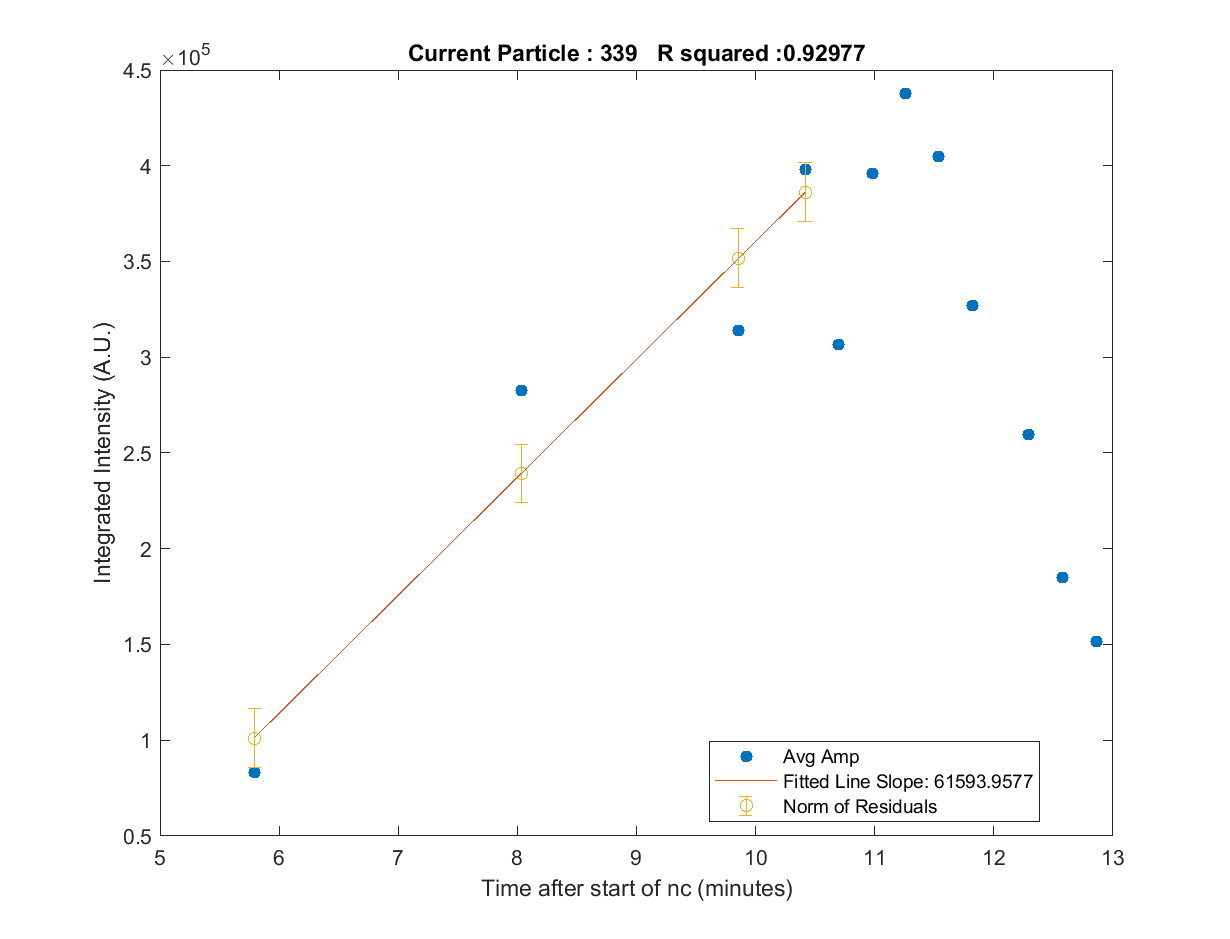 Current Particle : 339   R squared :0.92977
×10^5
4.5
4
3.5
3
2.5
2
1.5
1
0.5
Integrated Intensity (A.U.)
Avg Amp
Fitted Line Slope: 61593.9577
Norm of Residuals
5 6 7 8 9 10 11 12 13
Time after start of nc (minutes)